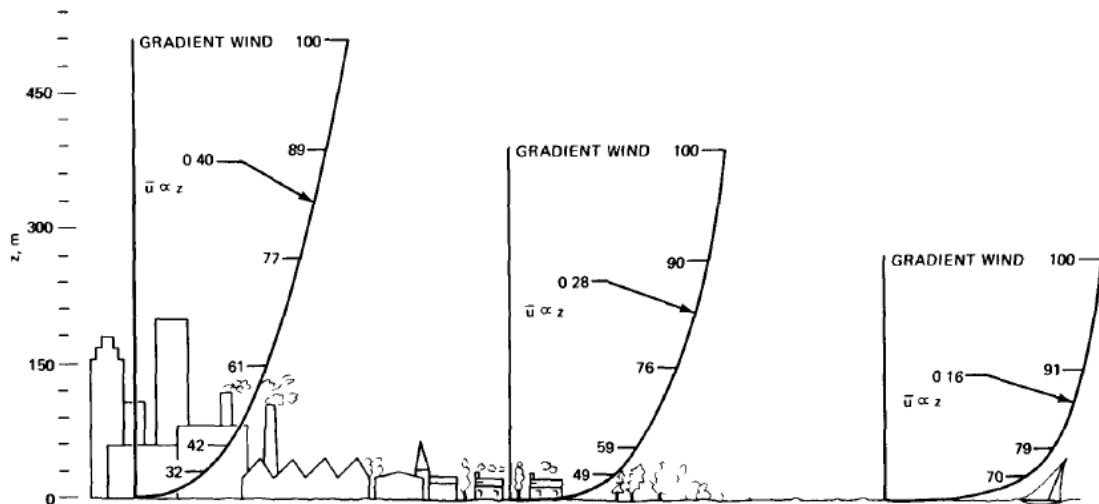 GRADIENT WIND 100
450
89
0 40
ū ∝ z
300
77
z, m
150
61
42
32
0
GRADIENT WIND 100
90
0 28
ū ∝ z
76
59
49
GRADIENT WIND 100
91
0 16
ū ∝ z
79
70